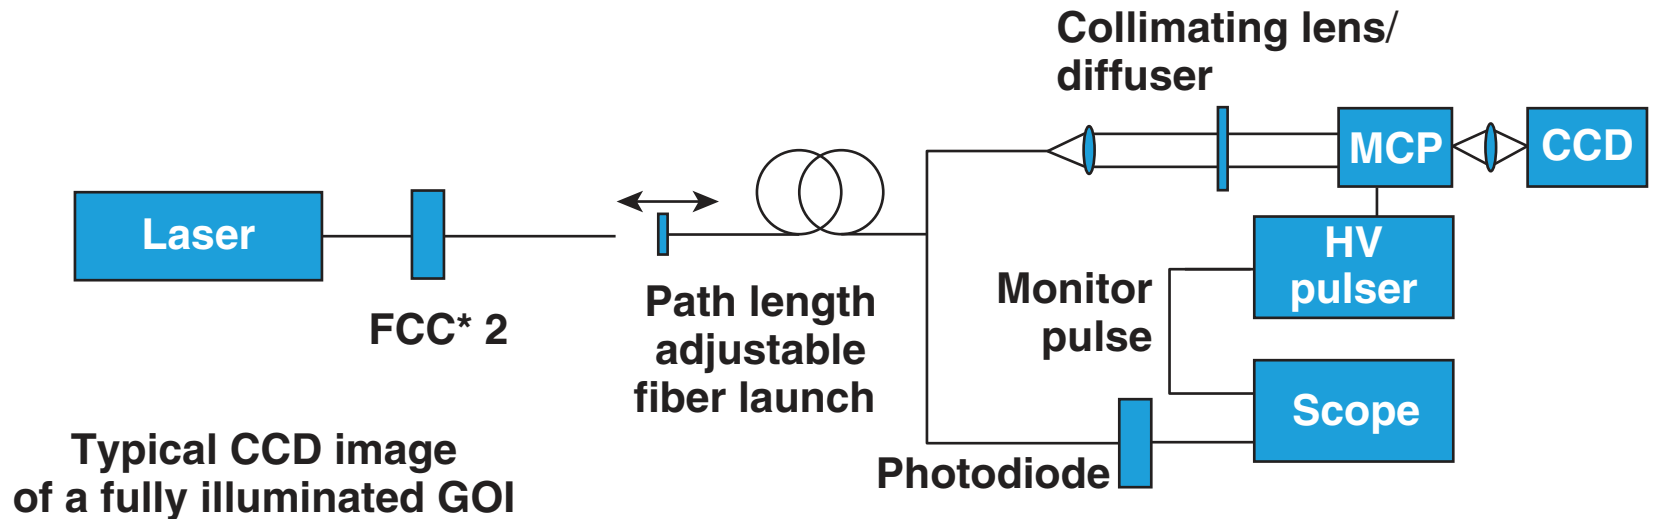 Collimating lens/
diffuser
MCP
CCD
Laser
HV
pulser
FCC* 2
Path length
adjustable
fiber launch
Monitor
pulse
Scope
Photodiode
Typical CCD image
of a fully illuminated GOI